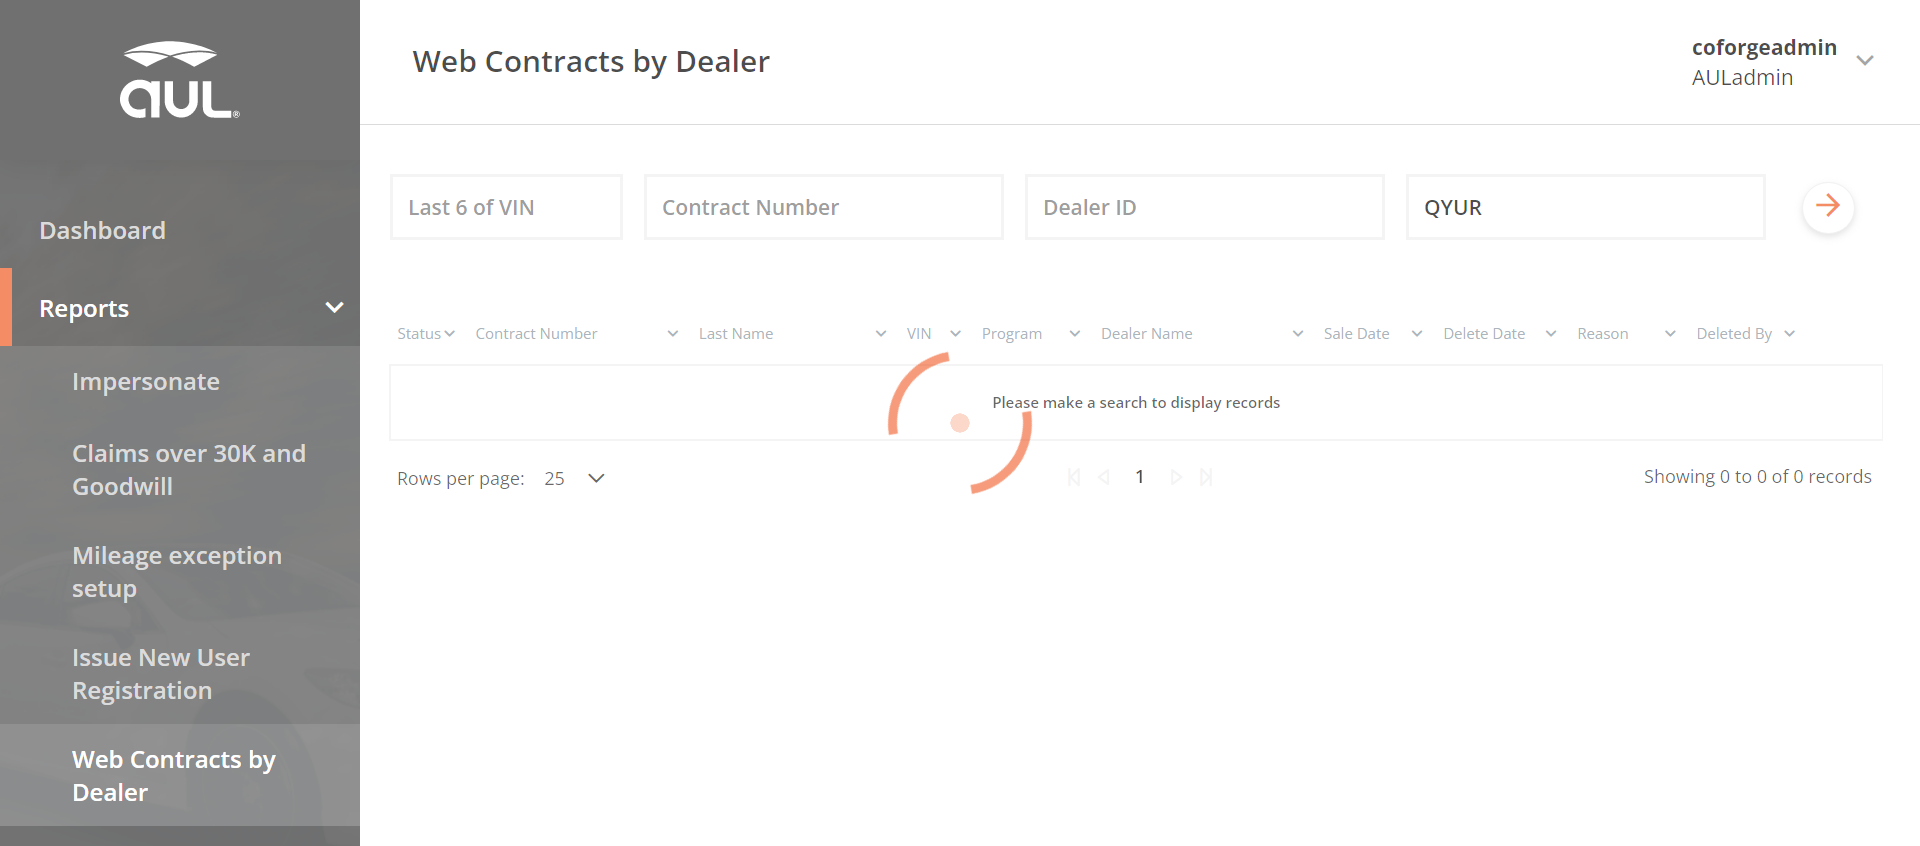 aUL®
Web Contracts by Dealer
coforgeadmin
AULadmin
Last 6 of VIN
Contract Number
Dealer ID
QYUR
Dashboard
Reports
Impersonate
Claims over 30K and
Goodwill
Mileage exception
setup
Issue New User
Registration
Web Contracts by
Dealer
Status Contract Number Last Name VIN Program Dealer Name Sale Date Delete Date Reason Deleted By
Please make a search to display records
Rows per page: 25
1
Showing 0 to 0 of 0 records